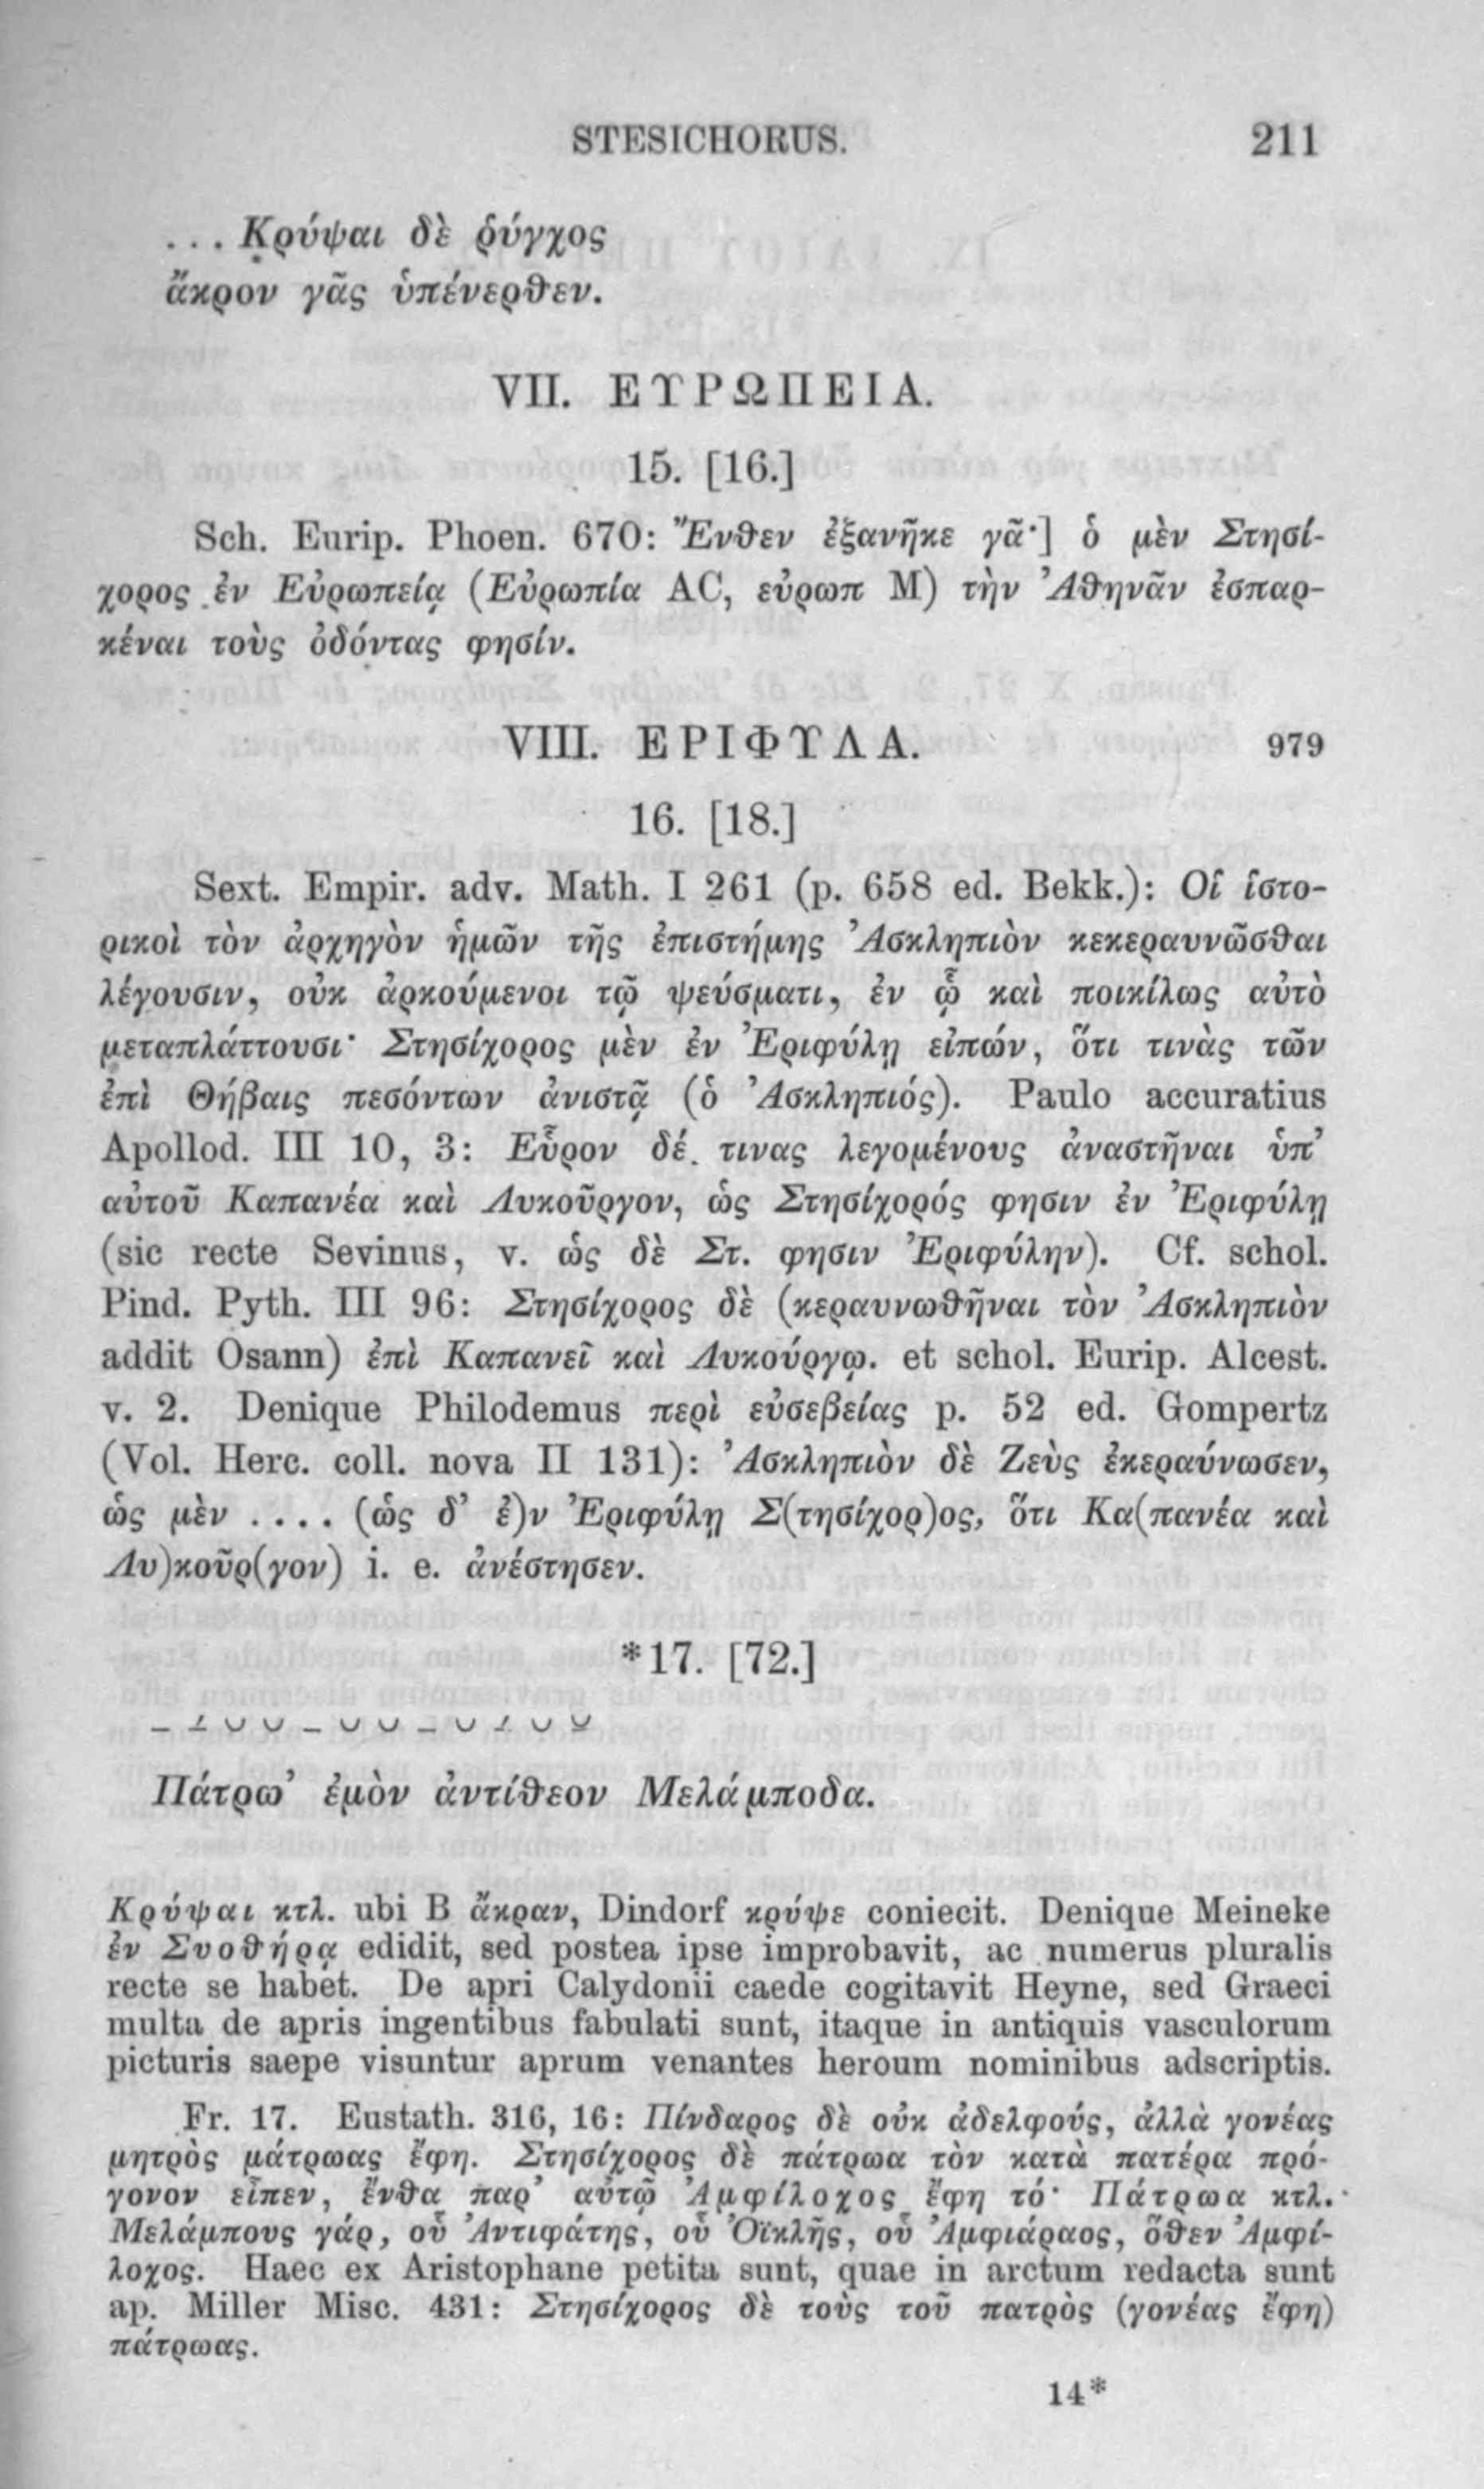 STESICHORUS. 211
... Κρύψαι δὲ ῥύγχος
ἄκρον γᾶς ὑπένερθεν.
VII. ΕΥΡΩΠΕΙΑ.
15. [16.]
Sch. Eurip. Phoen. 670: Ἔνθεν ἐξανῆκε γᾶ·] ὁ μὲν Στησί-
χορος ἐν Εὐρωπείᾳ (Εὐρωπία AC, εὐρωπ M) τὴν Ἀθηνᾶν ἐσπαρ-
κέναι τοὺς ὀδόντας φησίν.
VIII. ΕΡΙΦΥΛΑ. 979
16. [18.]
Sext. Empir. adv. Math. I 261 (p. 658 ed. Bekk.): Οἱ ἱστο-
ρικοὶ τὸν ἀρχηγὸν ἡμῶν τῆς ἐπιστήμης Ἀσκληπιὸν κεκεραυνῶσθαι
λέγουσιν, οὐκ ἀρκούμενοι τῷ ψεύσματι, ἐν ᾧ καὶ ποικίλως αὐτὸ
μεταπλάττουσι· Στησίχορος μὲν ἐν Ἐριφύλῃ εἰπών, ὅτι τινὰς τῶν
ἐπὶ Θήβαις πεσόντων ἀνιστᾷ (ὁ Ἀσκληπιός). Paulo accuratius
Apollod. III 10, 3: Εὗρον δέ τινας λεγομένους ἀναστῆναι ὑπ’
αὐτοῦ Καπανέα καὶ Λυκοῦργον, ὡς Στησίχορός φησιν ἐν Ἐριφύλῃ
(sic recte Sevinus, v. ὡς δὲ Στ. φησιν Ἐριφύλην). Cf. schol.
Pind. Pyth. III 96: Στησίχορος δὲ (κεραυνωθῆναι τὸν Ἀσκληπιὸν
addit Osann) ἐπὶ Καπανεῖ καὶ Λυκούργῳ. et schol. Eurip. Alcest.
v. 2. Denique Philodemus περὶ εὐσεβείας p. 52 ed. Gompertz
(Vol. Herc. coll. nova II 131): Ἀσκληπιὸν δὲ Ζεὺς ἐκεραύνωσεν,
ὡς μὲν .... (ὡς δ’ ἐ)ν Ἐριφύλῃ Σ(τησίχορ)ος, ὅτι Κα(πανέα καὶ
Λυ)κοῦρ(γον) i. e. ἀνέστησεν.
*17. [72.]
– –́ ⏑ ⏑ – ⏑ ⏑ – ⏑ –́ ⏑ ⏓
Πάτρω’ ἐμὸν ἀντίθεον Μελάμποδα.
Κρύψαι κτλ. ubi B ἄκραν, Dindorf κρύψε coniecit. Denique Meineke
ἐν Συοθήρᾳ edidit, sed postea ipse improbavit, ac numerus pluralis
recte se habet. De apri Calydonii caede cogitavit Heyne, sed Graeci
multa de apris ingentibus fabulati sunt, itaque in antiquis vasculorum
picturis saepe visuntur aprum venantes heroum nominibus adscriptis.
Fr. 17. Eustath. 316, 16: Πίνδαρος δὲ οὐκ ἀδελφούς, ἀλλὰ γονέας
μητρὸς μάτρωας ἔφη. Στησίχορος δὲ πάτρωα τὸν κατὰ πατέρα πρό-
γονον εἶπεν, ἔνθα παρ’ αὐτῷ Ἀμφίλοχος ἔφη τό· Πάτρωα κτλ.
Μελάμπους γάρ, οὗ Ἀντιφάτης, οὗ Ὀϊκλῆς, οὗ Ἀμφιάραος, ὅθεν Ἀμφί-
λοχος. Haec ex Aristophane petita sunt, quae in arctum redacta sunt
ap. Miller Misc. 431: Στησίχορος δὲ τοὺς τοῦ πατρὸς (γονέας ἔφη)
πάτρωας.
14*